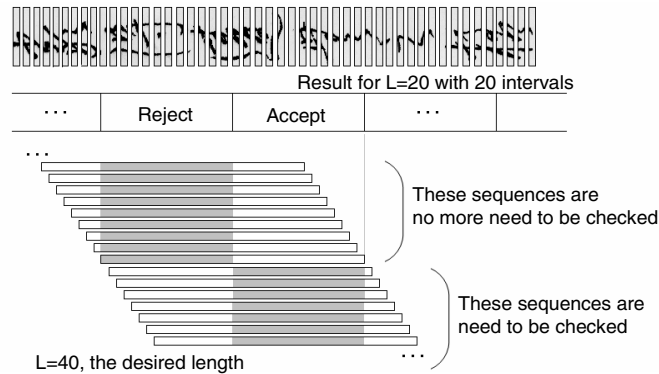 Result for L=20 with 20 intervals
... Reject Accept ...
...
These sequences are
no more need to be checked
These sequences are
need to be checked
...
L=40, the desired length